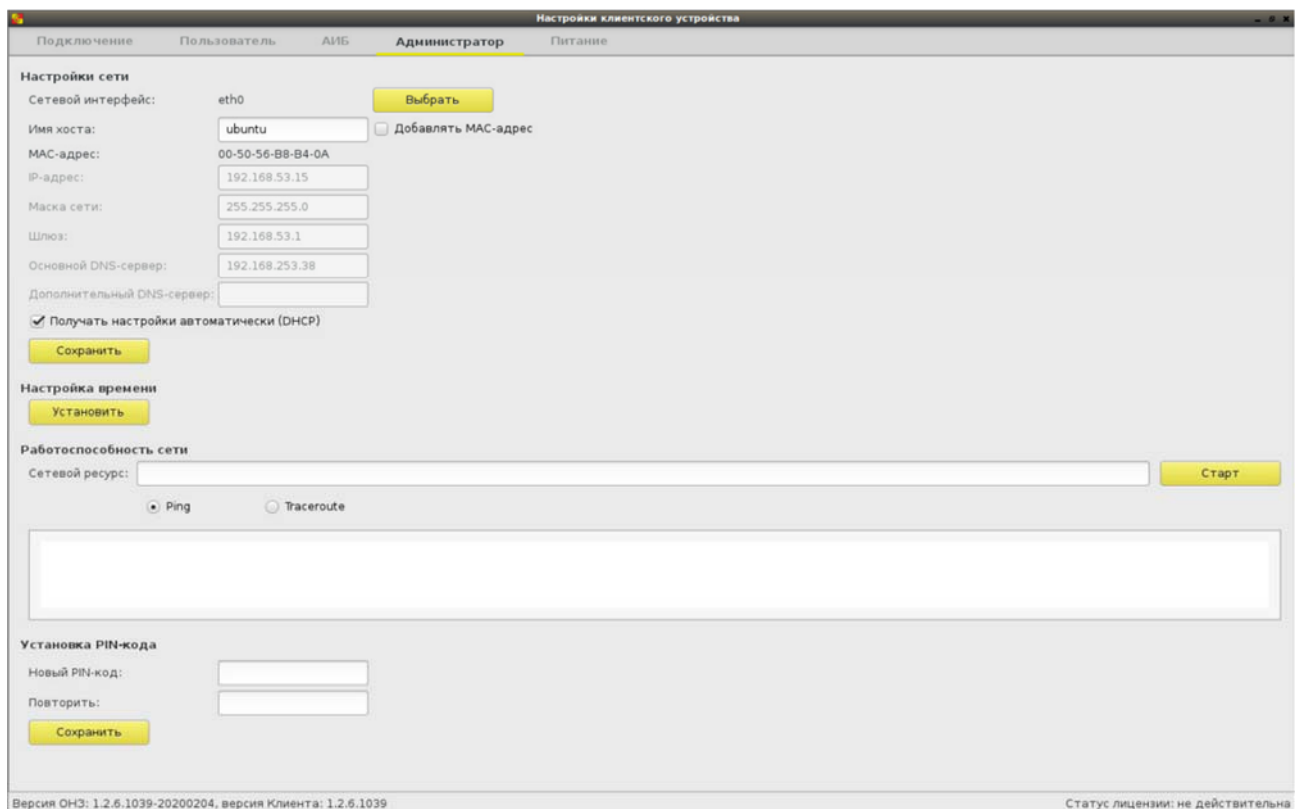 Настройки клиентского устройства
Подключение Пользователь АИБ Администратор Питание
Настройки сети
Сетевой интерфейс: eth0 Выбрать
Имя хоста: ubuntu Добавлять MAC-адрес
MAC-адрес: 00-50-56-B8-B4-0A
IP-адрес: 192.168.53.15
Маска сети: 255.255.255.0
Шлюз: 192.168.53.1
Основной DNS-сервер: 192.168.253.38
Дополнительный DNS-сервер:
Получать настройки автоматически (DHCP)
Сохранить
Настройка времени
Установить
Работоспособность сети
Сетевой ресурс: Старт
Ping Traceroute
Установка PIN-кода
Новый PIN-код:
Повторить:
Сохранить
Версия ОНЗ: 1.2.6.1039-20200204, версия Клиента: 1.2.6.1039 Статус лицензии: не действительна